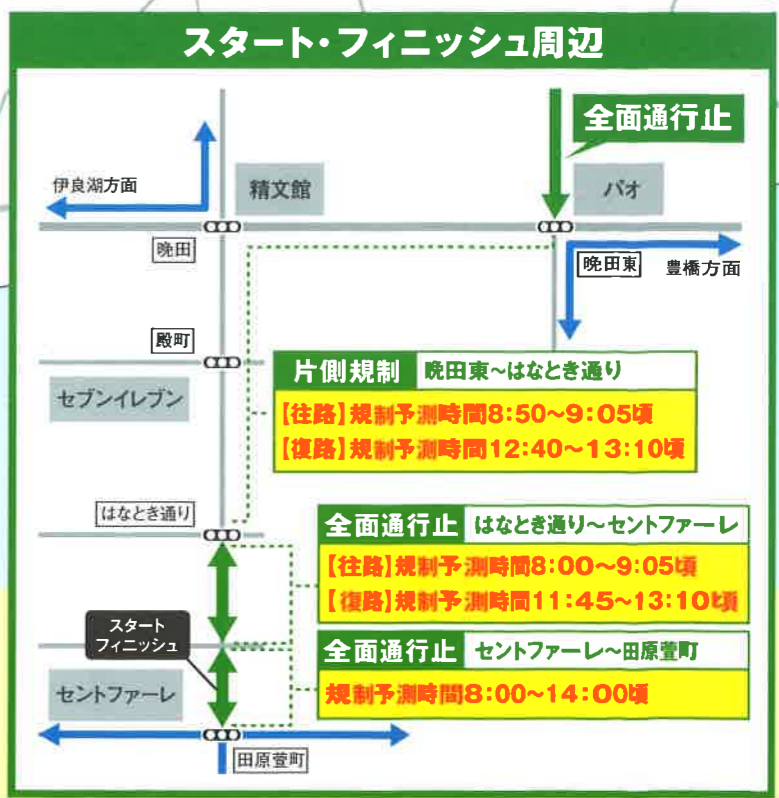 スタート・フィニッシュ周辺
全面通行止
伊良湖方面
精文館
パオ
晩田
晩田東
豊橋方面
殿町
セブンイレブン
片側規制 晩田東～はなとき通り
【往路】規制予測時間8:50～9:05頃
【復路】規制予測時間12:40～13:10頃
はなとき通り
全面通行止 はなとき通り～セントファーレ
【往路】規制予測時間8:00～9:05頃
【復路】規制予測時間11:45～13:10頃
スタート
フィニッシュ
全面通行止 セントファーレ～田原萱町
セントファーレ
規制予測時間8:00～14:00頃
田原萱町